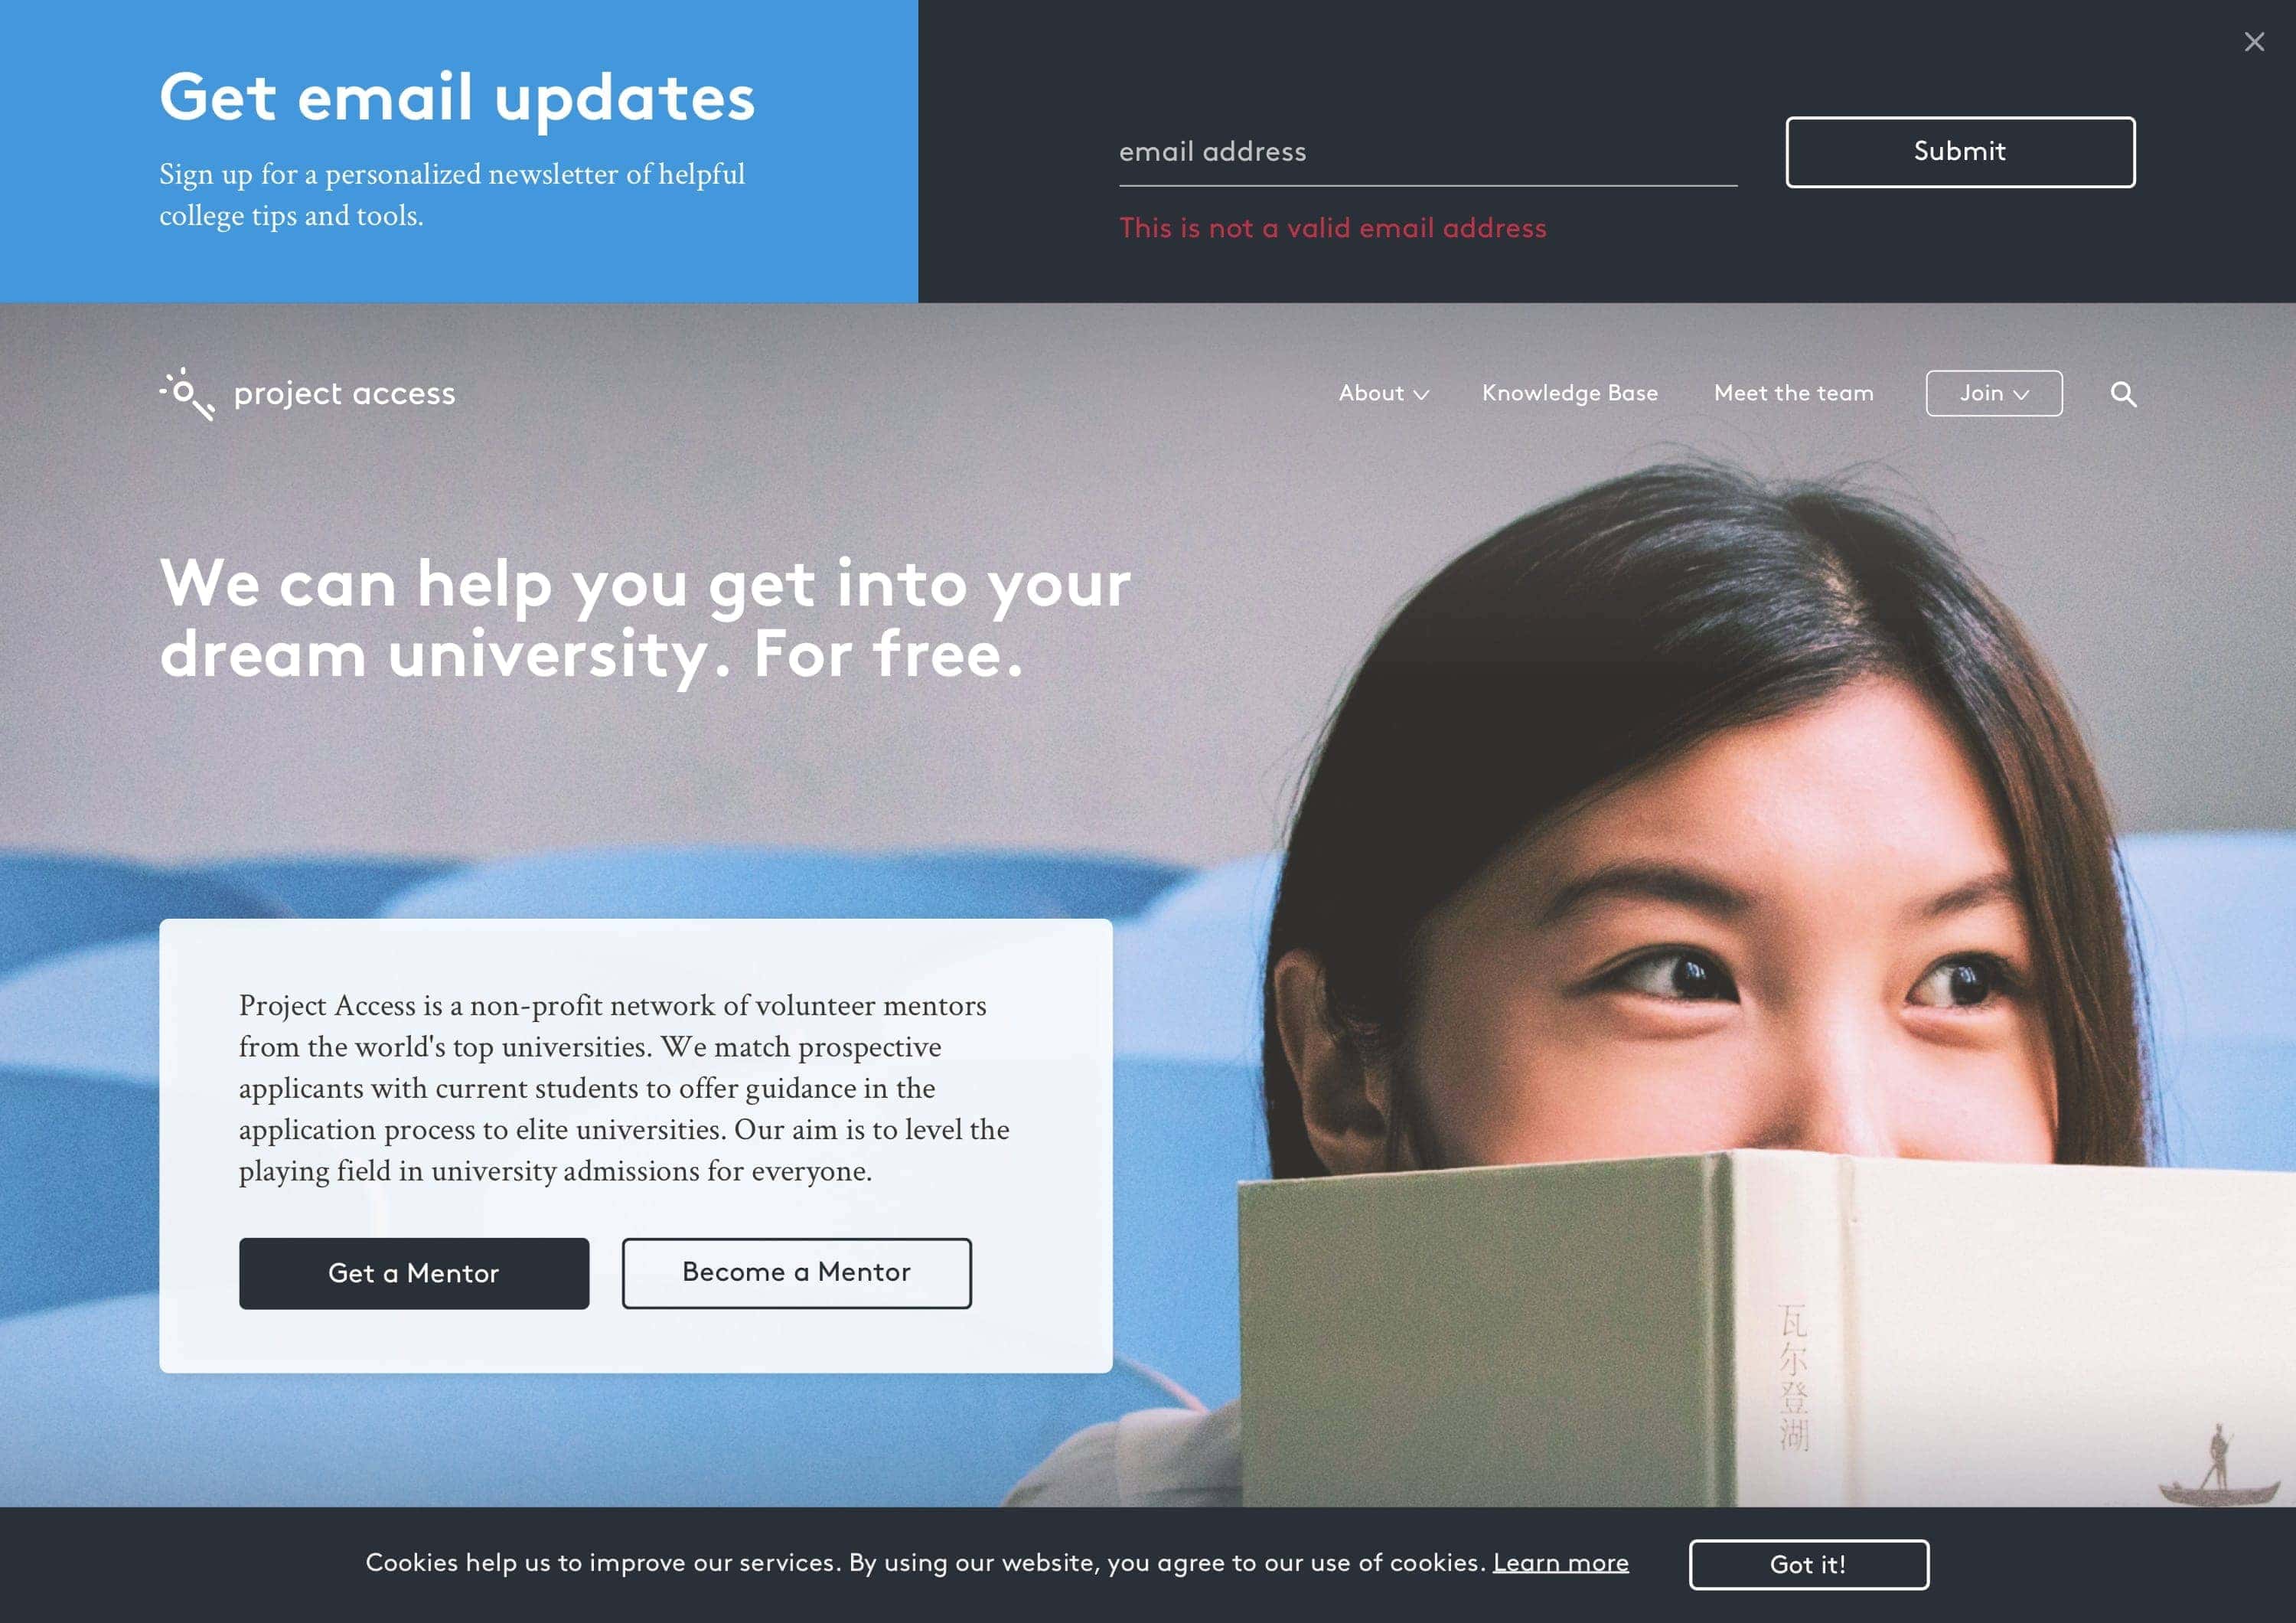 Get email updates
Sign up for a personalized newsletter of helpful
college tips and tools.
email address
Submit
This is not a valid email address
project access
About
Knowledge Base
Meet the team
Join
We can help you get into your
dream university. For free.
Project Access is a non-profit network of volunteer mentors
from the world's top universities. We match prospective
applicants with current students to offer guidance in the
application process to elite universities. Our aim is to level the
playing field in university admissions for everyone.
Get a Mentor
Become a Mentor
瓦尔登湖
Cookies help us to improve our services. By using our website, you agree to our use of cookies. Learn more
Got it!